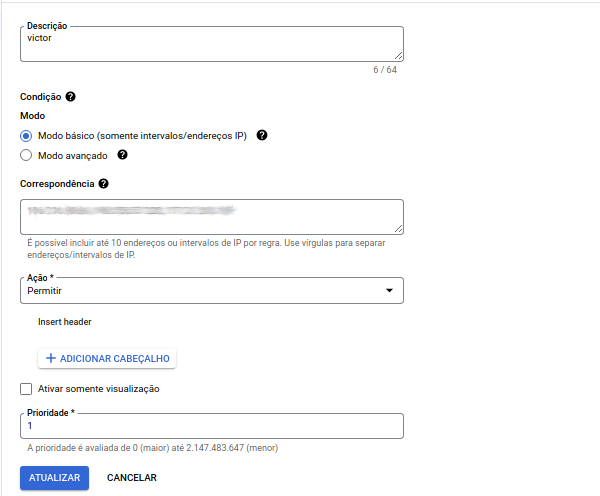 Descrição
victor
6 / 64
Condição
Modo
Modo básico (somente intervalos/endereços IP)
Modo avançado
Correspondência
É possível incluir até 10 endereços ou intervalos de IP por regra. Use vírgulas para separar
endereços/intervalos de IP.
Ação *
Permitir
Insert header
ADICIONAR CABEÇALHO
Ativar somente visualização
Prioridade *
1
A prioridade é avaliada de 0 (maior) até 2.147.483.647 (menor)
ATUALIZAR CANCELAR